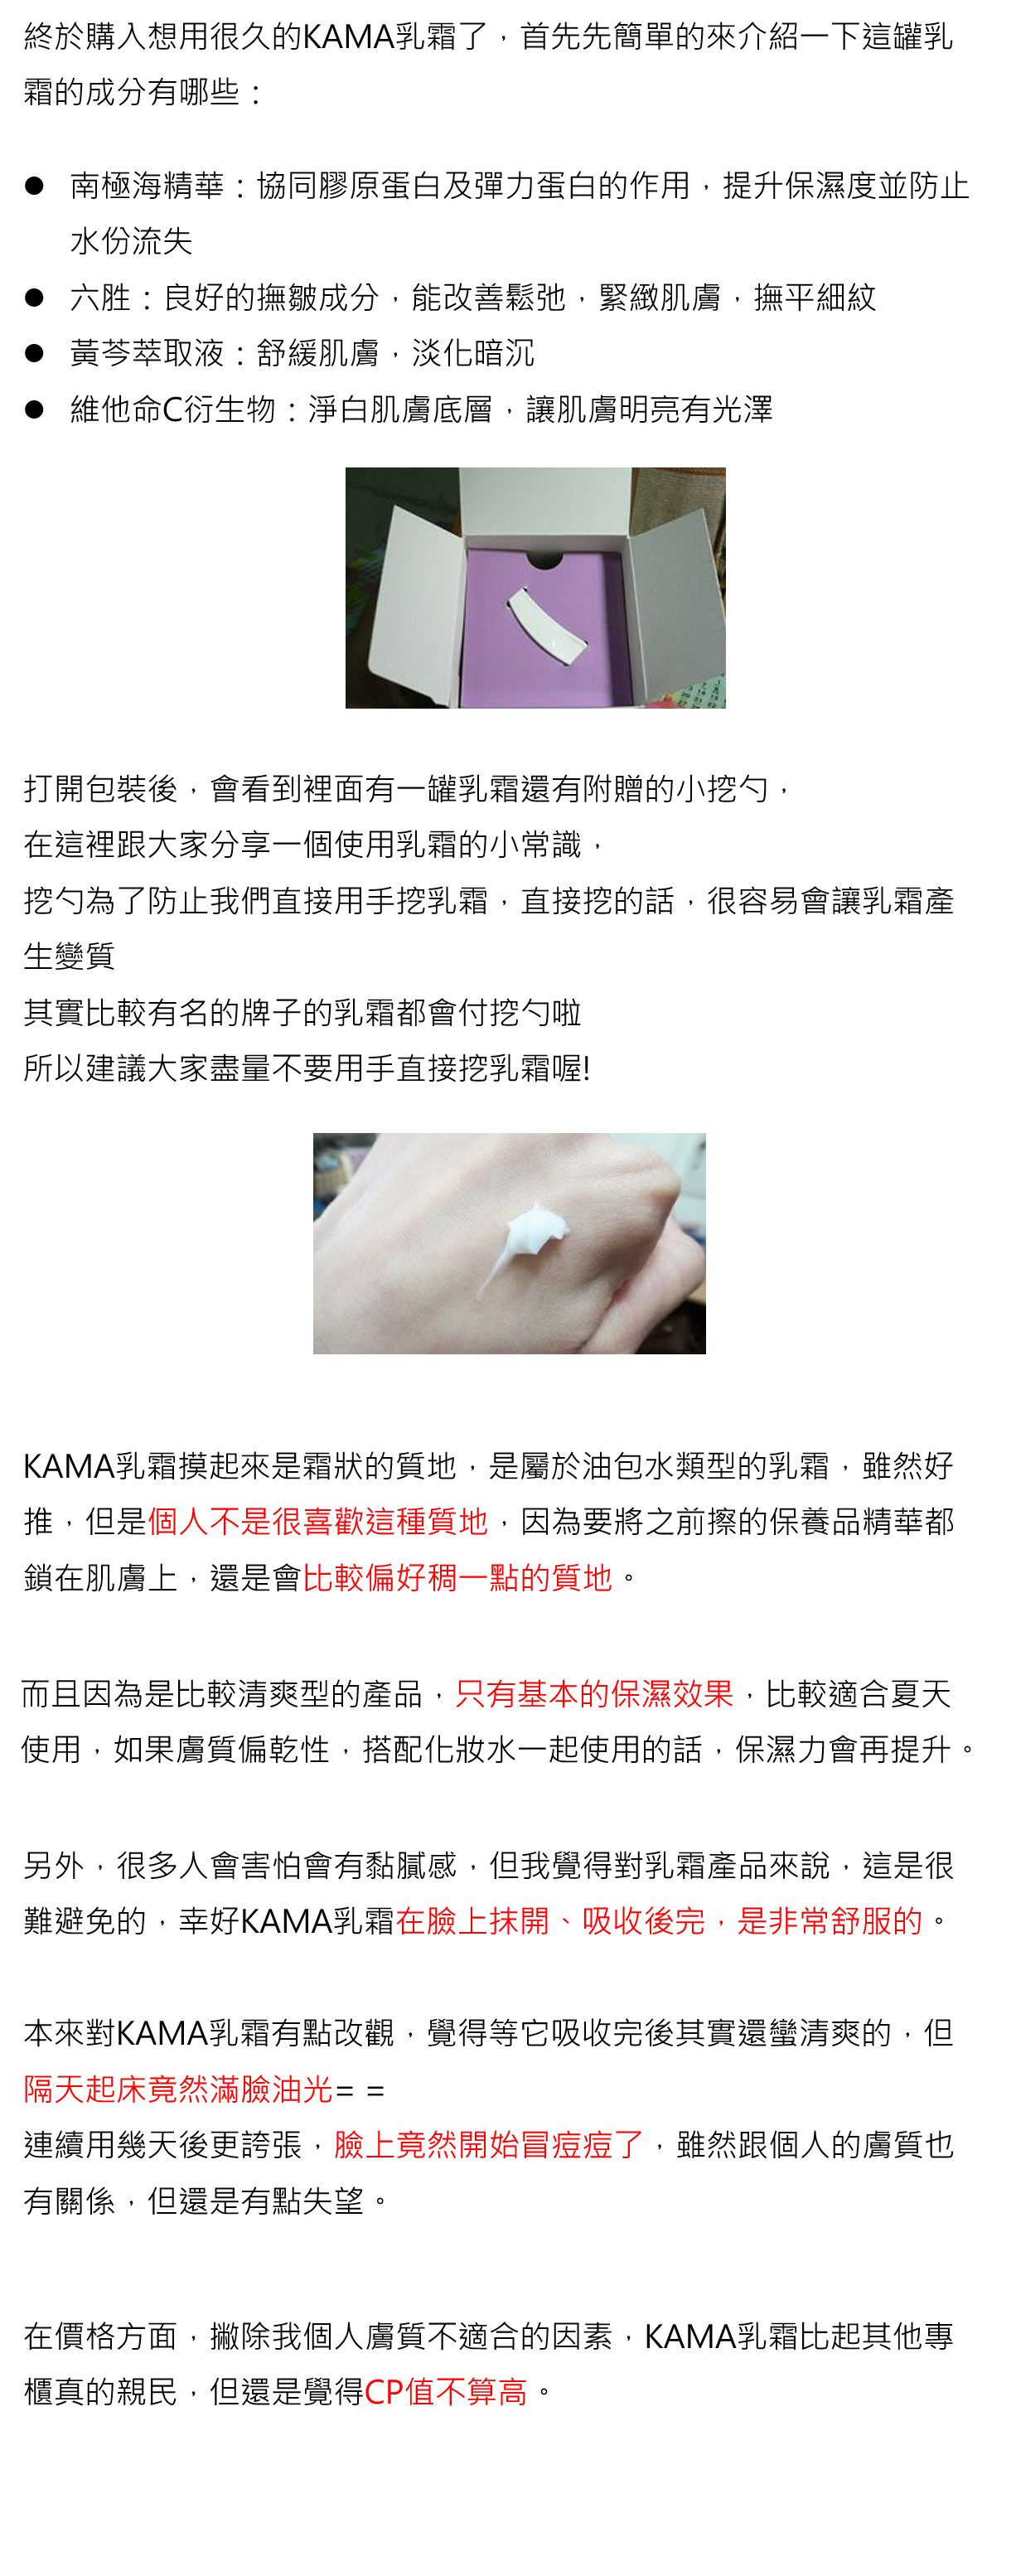 終於購入想用很久的KAMA乳霜了，首先先簡單的來介紹一下這罐乳
霜的成分有哪些：
● 南極海精華：協同膠原蛋白及彈力蛋白的作用，提升保濕度並防止
水份流失
● 六胜：良好的撫皺成分，能改善鬆弛，緊緻肌膚，撫平細紋
● 黃芩萃取液：舒緩肌膚，淡化暗沉
● 維他命C衍生物：淨白肌膚底層，讓肌膚明亮有光澤
打開包裝後，會看到裡面有一罐乳霜還有附贈的小挖勺，
在這裡跟大家分享一個使用乳霜的小常識，
挖勺為了防止我們直接用手挖乳霜，直接挖的話，很容易會讓乳霜產
生變質
其實比較有名的牌子的乳霜都會付挖勺啦
所以建議大家盡量不要用手直接挖乳霜喔!
KAMA乳霜摸起來是霜狀的質地，是屬於油包水類型的乳霜，雖然好
推，但是個人不是很喜歡這種質地，因為要將之前擦的保養品精華都
鎖在肌膚上，還是會比較偏好稠一點的質地。
而且因為是比較清爽型的產品，只有基本的保濕效果，比較適合夏天
使用，如果膚質偏乾性，搭配化妝水一起使用的話，保濕力會再提升。
另外，很多人會害怕會有黏膩感，但我覺得對乳霜產品來說，這是很
難避免的，幸好KAMA乳霜在臉上抹開、吸收後完，是非常舒服的。
本來對KAMA乳霜有點改觀，覺得等它吸收完後其實還蠻清爽的，但
隔天起床竟然滿臉油光= =
連續用幾天後更誇張，臉上竟然開始冒痘痘了，雖然跟個人的膚質也
有關係，但還是有點失望。
在價格方面，撇除我個人膚質不適合的因素，KAMA乳霜比起其他專
櫃真的親民，但還是覺得CP值不算高。